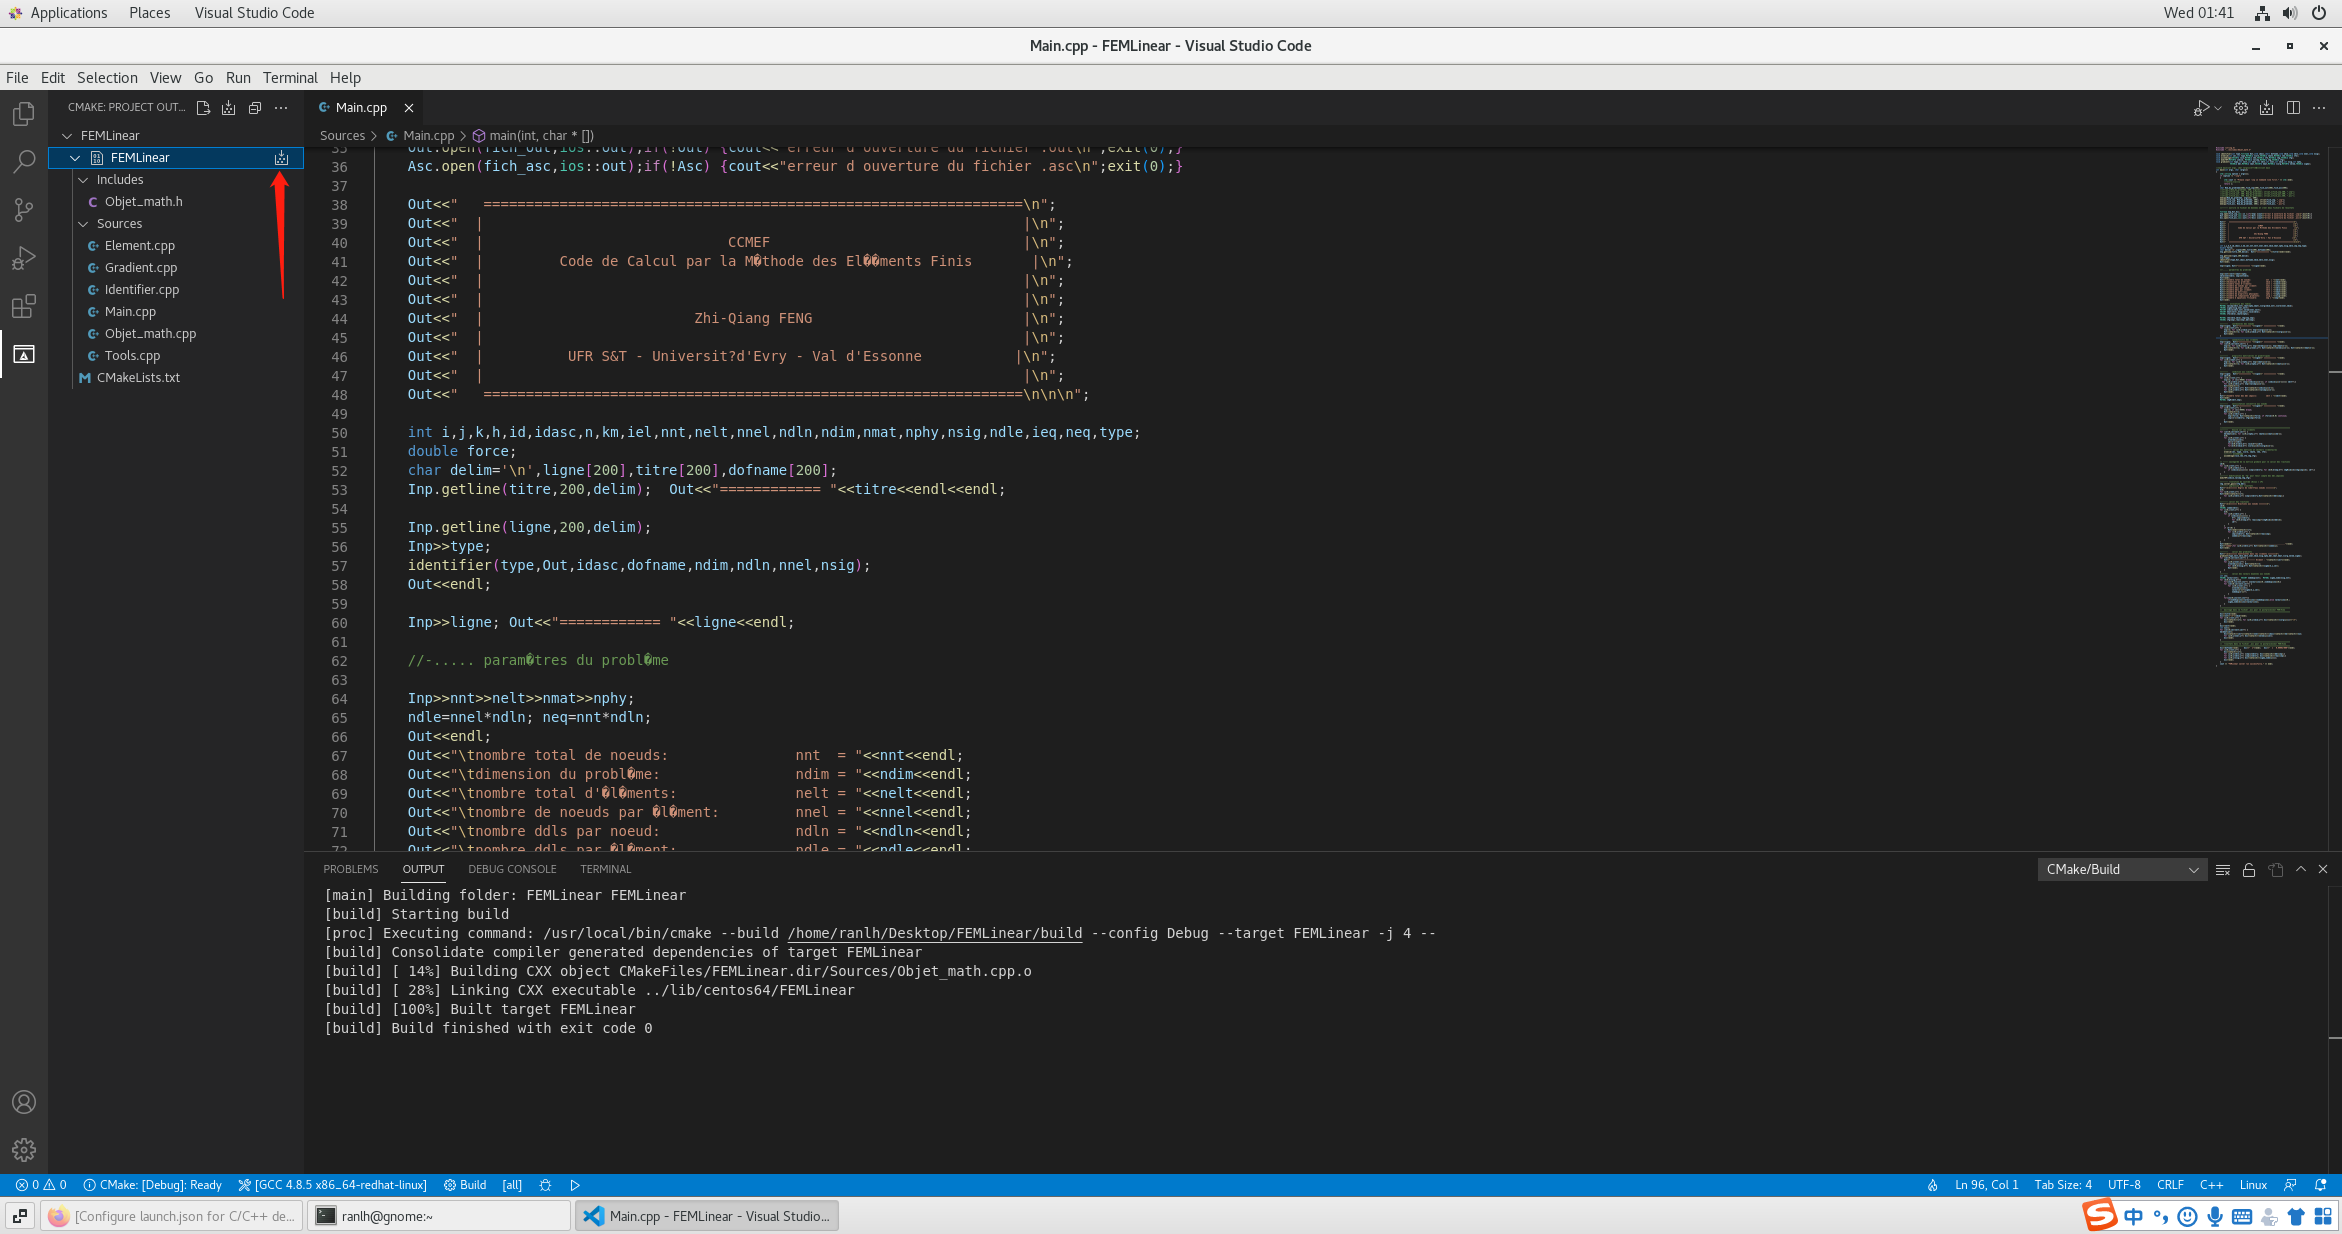 Applications Places Visual Studio Code Wed 01:41
Main.cpp - FEMLinear - Visual Studio Code
File Edit Selection View Go Run Terminal Help
CMAKE: PROJECT OUT...
FEMLinear
FEMLinear
Includes
Objet_math.h
Sources
Element.cpp
Gradient.cpp
Identifier.cpp
Main.cpp
Objet_math.cpp
Tools.cpp
CMakeLists.txt
Main.cpp
Sources > Main.cpp > main(int, char * [])
35 Out.open(fich_out,ios::out);if(!Out) {cout<<"erreur d ouverture du fichier .out\n";exit(0);}
36 Asc.open(fich_asc,ios::out);if(!Asc) {cout<<"erreur d ouverture du fichier .asc\n";exit(0);}
37
38 Out<<"   ================================================================\n";
39 Out<<"  |                                                                |\n";
40 Out<<"  |                             CCMEF                              |\n";
41 Out<<"  |         Code de Calcul par la M�thode des El��ments Finis       |\n";
42 Out<<"  |                                                                |\n";
43 Out<<"  |                                                                |\n";
44 Out<<"  |                         Zhi-Qiang FENG                         |\n";
45 Out<<"  |                                                                |\n";
46 Out<<"  |          UFR S&T - Universit?d'Evry - Val d'Essonne           |\n";
47 Out<<"  |                                                                |\n";
48 Out<<"   ================================================================\n\n\n";
49
50 int i,j,k,h,id,idasc,n,km,iel,nnt,nelt,nnel,ndln,ndim,nmat,nphy,nsig,ndle,ieq,neq,type;
51 double force;
52 char delim='\n',ligne[200],titre[200],dofname[200];
53 Inp.getline(titre,200,delim);  Out<<"============ "<<titre<<endl<<endl;
54
55 Inp.getline(ligne,200,delim);
56 Inp>>type;
57 identifier(type,Out,idasc,dofname,ndim,ndln,nnel,nsig);
58 Out<<endl;
59
60 Inp>>ligne; Out<<"============ "<<ligne<<endl;
61
62 //-..... param�tres du probl�me
63
64 Inp>>nnt>>nelt>>nmat>>nphy;
65 ndle=nnel*ndln; neq=nnt*ndln;
66 Out<<endl;
67 Out<<"\tnombre total de noeuds:               nnt  = "<<nnt<<endl;
68 Out<<"\tdimension du probl�me:                ndim = "<<ndim<<endl;
69 Out<<"\tnombre total d'�l�ments:              nelt = "<<nelt<<endl;
70 Out<<"\tnombre de noeuds par �l�ment:         nnel = "<<nnel<<endl;
71 Out<<"\tnombre ddls par noeud:                ndln = "<<ndln<<endl;
72 Out<<"\tnombre ddls par �l�ment:              ndle = "<<ndle<<endl;
PROBLEMS OUTPUT DEBUG CONSOLE TERMINAL CMake/Build
[main] Building folder: FEMLinear FEMLinear
[build] Starting build
[proc] Executing command: /usr/local/bin/cmake --build /home/ranlh/Desktop/FEMLinear/build --config Debug --target FEMLinear -j 4 --
[build] Consolidate compiler generated dependencies of target FEMLinear
[build] [ 14%] Building CXX object CMakeFiles/FEMLinear.dir/Sources/Objet_math.cpp.o
[build] [ 28%] Linking CXX executable ../lib/centos64/FEMLinear
[build] [100%] Built target FEMLinear
[build] Build finished with exit code 0
0 0 CMake: [Debug]: Ready [GCC 4.8.5 x86_64-redhat-linux] Build [all] Ln 96, Col 1 Tab Size: 4 UTF-8 CRLF C++ Linux
[Configure launch.json for C/C++ de... ranlh@gnome:~ Main.cpp - FEMLinear - Visual Studio... S 中